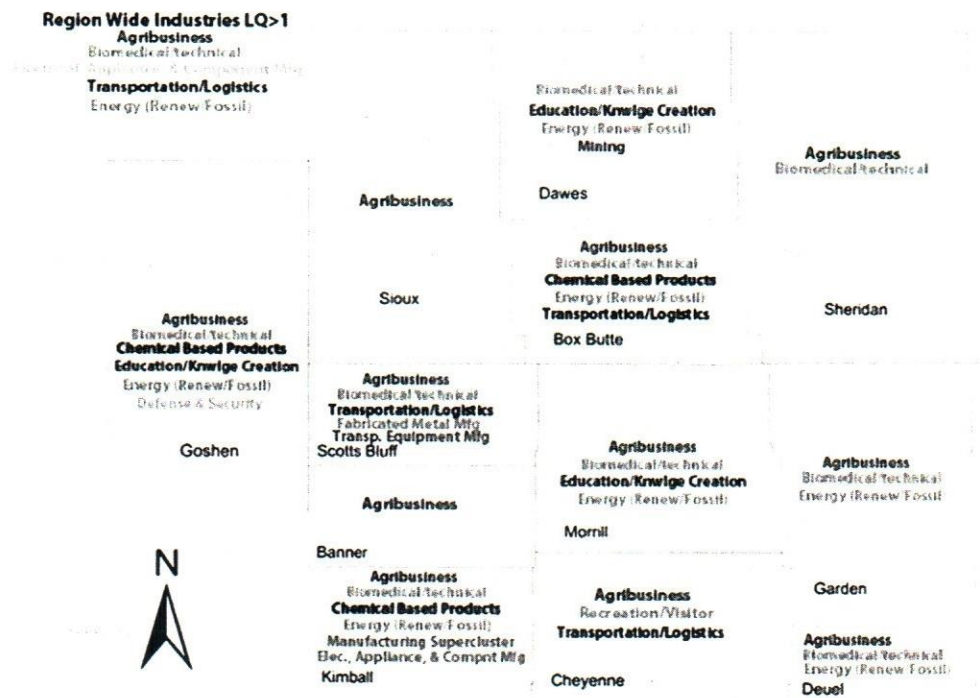 Region Wide Industries LQ>1
Agribusiness
Biomedical/technical
Electrical, Appliance, & Component Mfg
Transportation/Logistics
Energy (Renew/Fossil)
Biomedical/technical
Education/Knwlge Creation
Energy (Renew/Fossil)
Mining
Dawes
Agribusiness
Biomedical/technical
Sheridan
Agribusiness
Sioux
Agribusiness
Biomedical/technical
Chemical Based Products
Energy (Renew/Fossil)
Transportation/Logistics
Box Butte
Agribusiness
Biomedical/technical
Chemical Based Products
Education/Knwlge Creation
Energy (Renew/Fossil)
Defense & Security
Goshen
Agribusiness
Biomedical/technical
Transportation/Logistics
Fabricated Metal Mfg
Transp. Equipment Mfg
Scotts Bluff
Agribusiness
Biomedical/technical
Education/Knwlge Creation
Energy (Renew/Fossil)
Morrill
Agribusiness
Biomedical/technical
Energy (Renew/Fossil)
Garden
Agribusiness
Banner
N
Agribusiness
Biomedical/technical
Chemical Based Products
Energy (Renew/Fossil)
Manufacturing Supercluster
Elec., Appliance, & Compnt Mfg
Kimball
Agribusiness
Recreation/Visitor
Transportation/Logistics
Cheyenne
Agribusiness
Biomedical/technical
Energy (Renew/Fossil)
Deuel